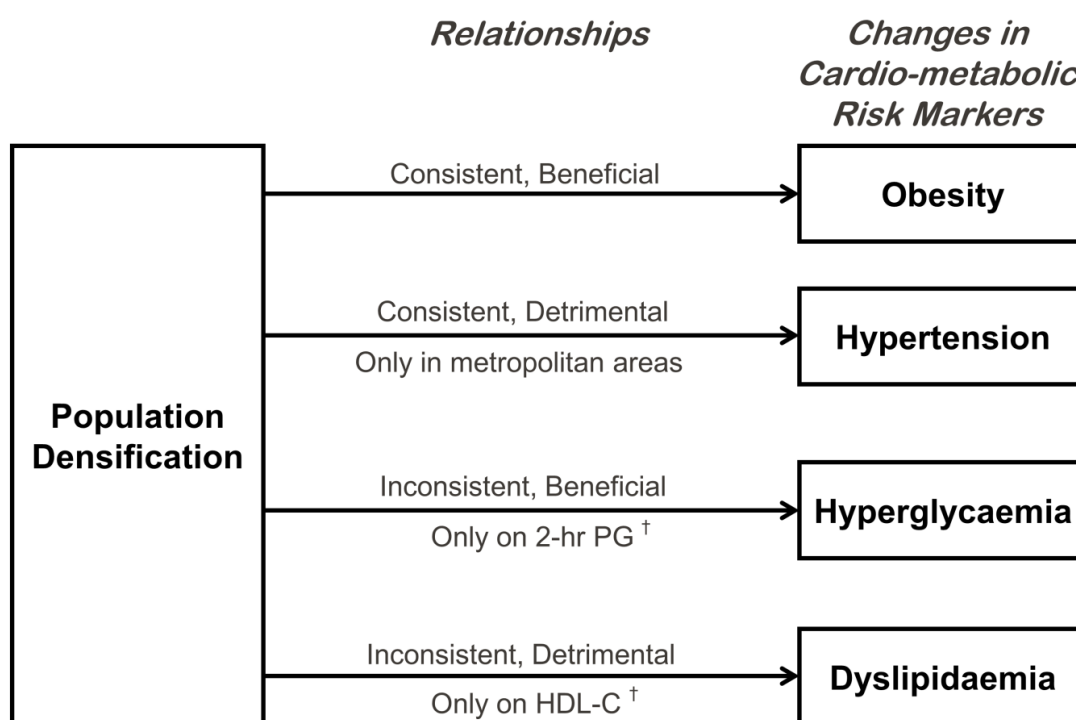 Relationships
Changes in
Cardio-metabolic
Risk Markers
Population
Densification
Consistent, Beneficial
Obesity
Consistent, Detrimental
Only in metropolitan areas
Hypertension
Inconsistent, Beneficial
Only on 2-hr PG †
Hyperglycaemia
Inconsistent, Detrimental
Only on HDL-C †
Dyslipidaemia